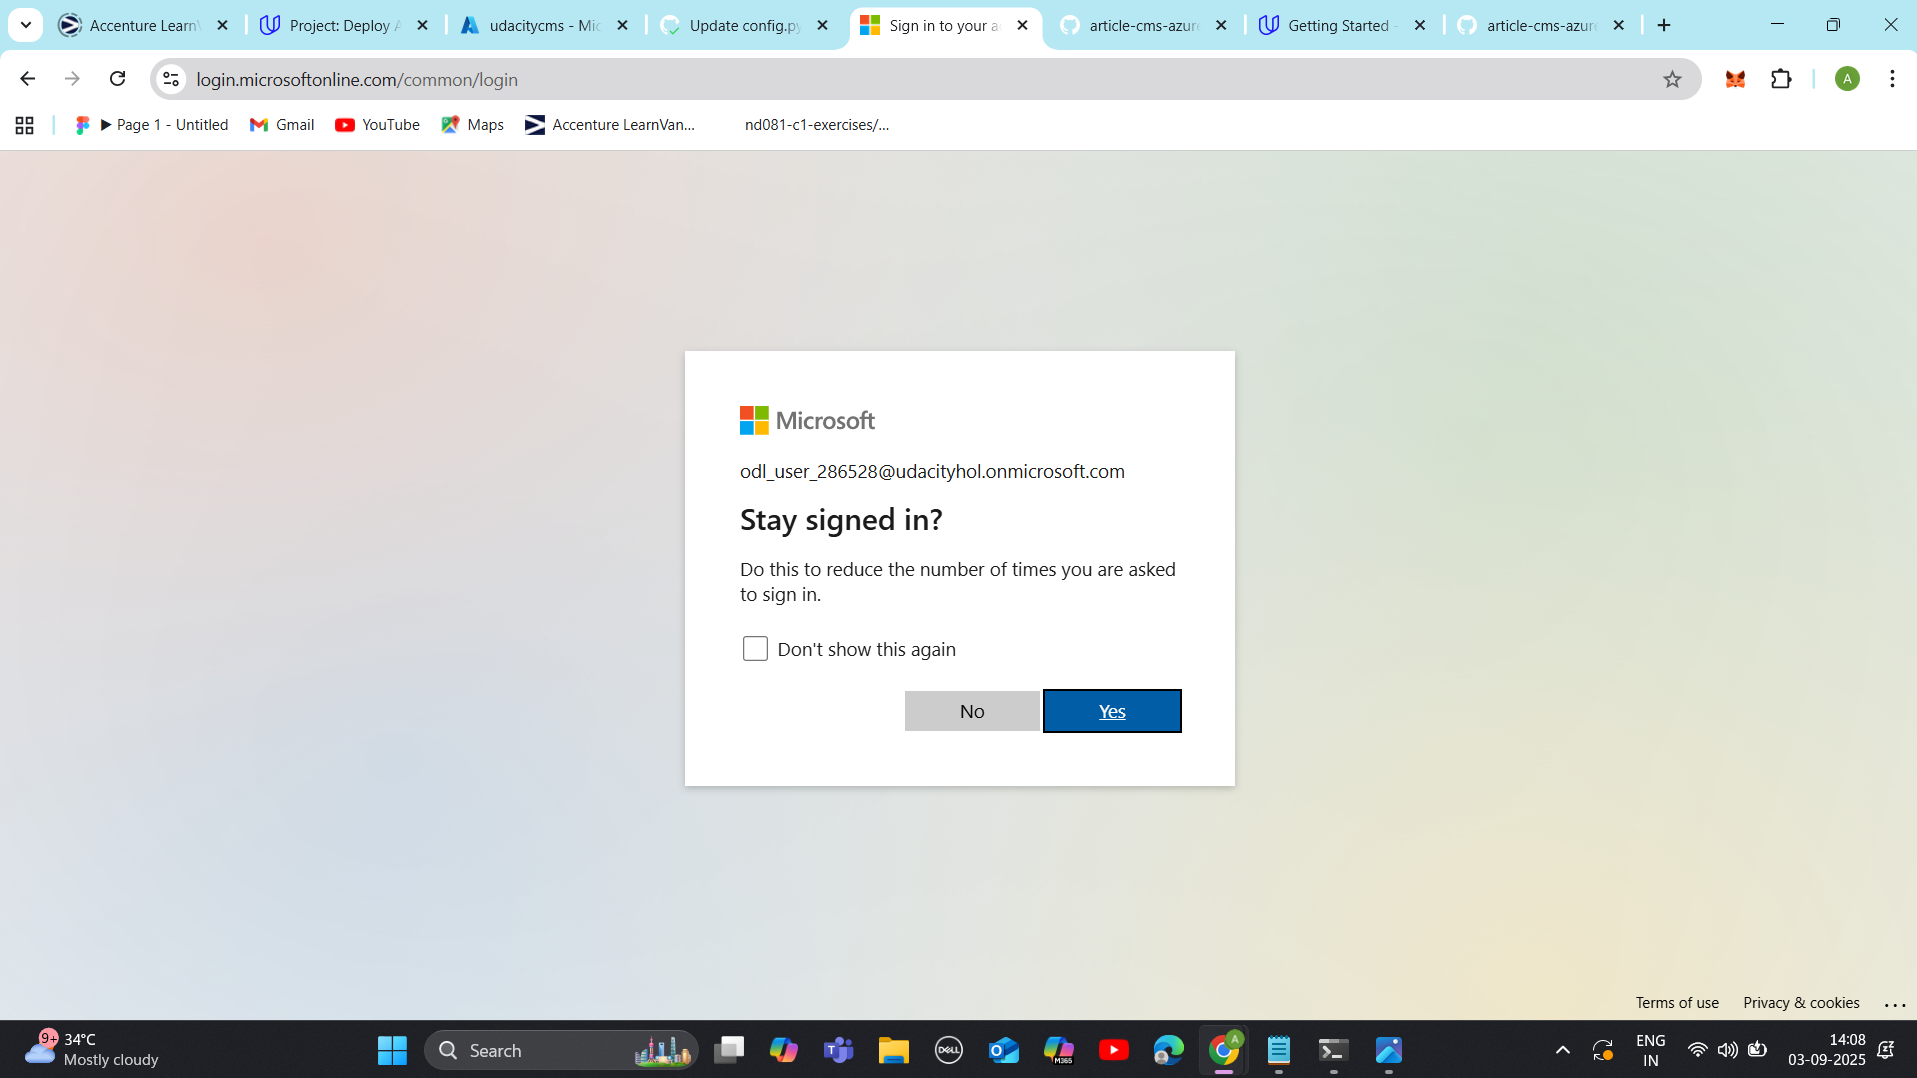 Accenture Learn
Project: Deploy A
udacitycms - Mic
Update config.py
Sign in to your a
article-cms-azur
Getting Started -
article-cms-azur
login.microsoftonline.com/common/login
A
▶ Page 1 - Untitled
Gmail
YouTube
Maps
Accenture LearnVan...
nd081-c1-exercises/...
Microsoft
odl_user_286528@udacityhol.onmicrosoft.com
Stay signed in?
Do this to reduce the number of times you are asked
to sign in.
Don't show this again
No
Yes
Terms of use
Privacy & cookies
...
9+
34°C
Mostly cloudy
Search
DELL
M365
A
ENG
IN
14:08
03-09-2025